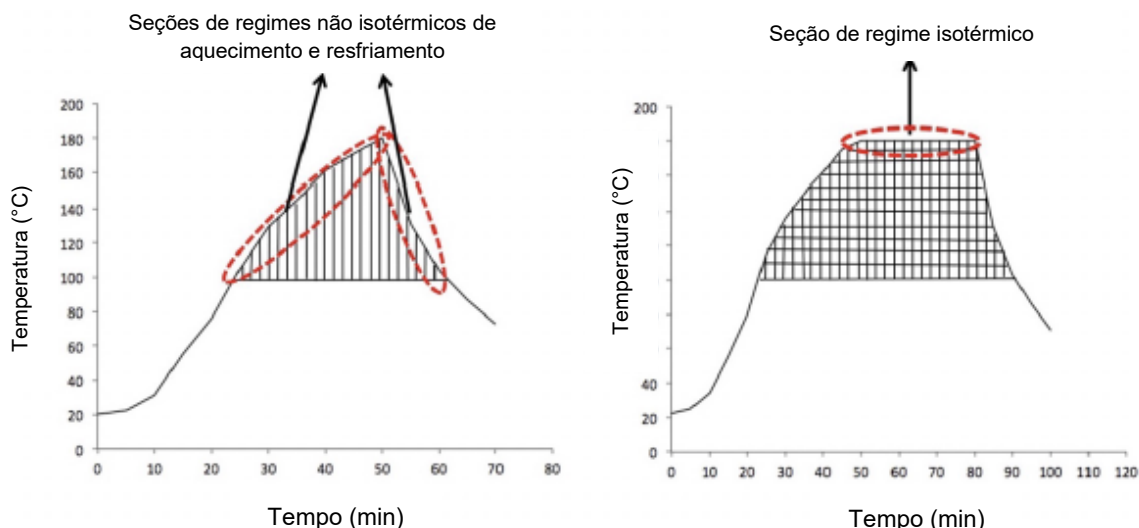 Seções de regimes não isotérmicos de
aquecimento e resfriamento
200
180
160
140
120
100
80
60
40
20
0
Temperatura (°C)
0 10 20 30 40 50 60 70 80
Tempo (min)
Seção de regime isotérmico
200
40
20
0
Temperatura (°C)
0 10 20 30 40 50 60 70 80 90 100 110 120
Tempo (min)